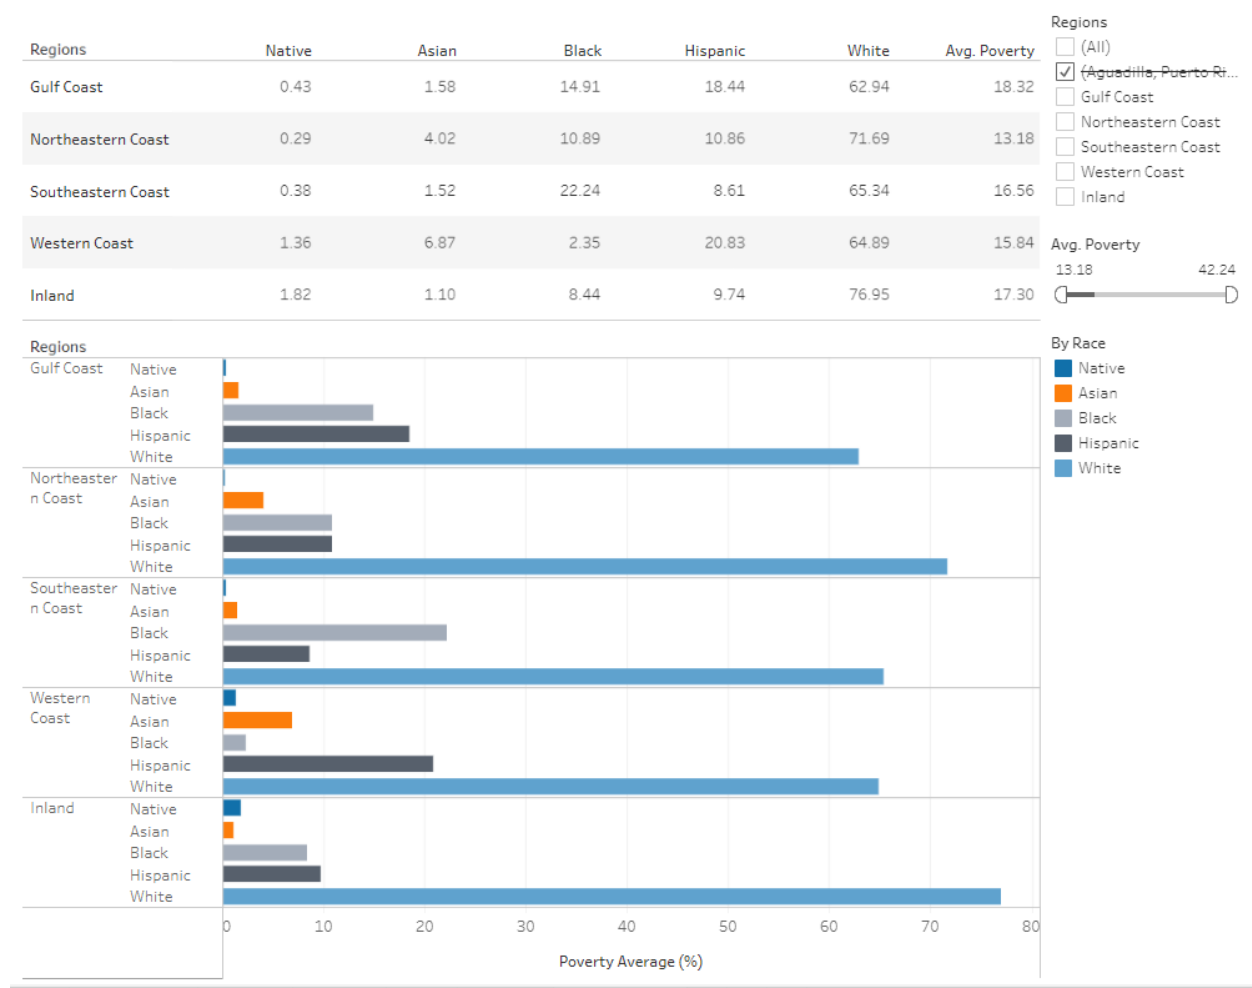 Regions Native Asian Black Hispanic White Avg. Poverty
Gulf Coast 0.43 1.58 14.91 18.44 62.94 18.32
Northeastern Coast 0.29 4.02 10.89 10.86 71.69 13.18
Southeastern Coast 0.38 1.52 22.24 8.61 65.34 16.56
Western Coast 1.36 6.87 2.35 20.83 64.89 15.84
Inland 1.82 1.10 8.44 9.74 76.95 17.30
Regions
(All)
(Aguadilla, Puerto Ri...
Gulf Coast
Northeastern Coast
Southeastern Coast
Western Coast
Inland
Avg. Poverty
13.18 42.24
By Race
Native
Asian
Black
Hispanic
White
Regions
Gulf Coast Native
Asian
Black
Hispanic
White
Northeaster Native
n Coast Asian
Black
Hispanic
White
Southeaster Native
n Coast Asian
Black
Hispanic
White
Western Native
Coast Asian
Black
Hispanic
White
Inland Native
Asian
Black
Hispanic
White
0 10 20 30 40 50 60 70 80
Poverty Average (%)